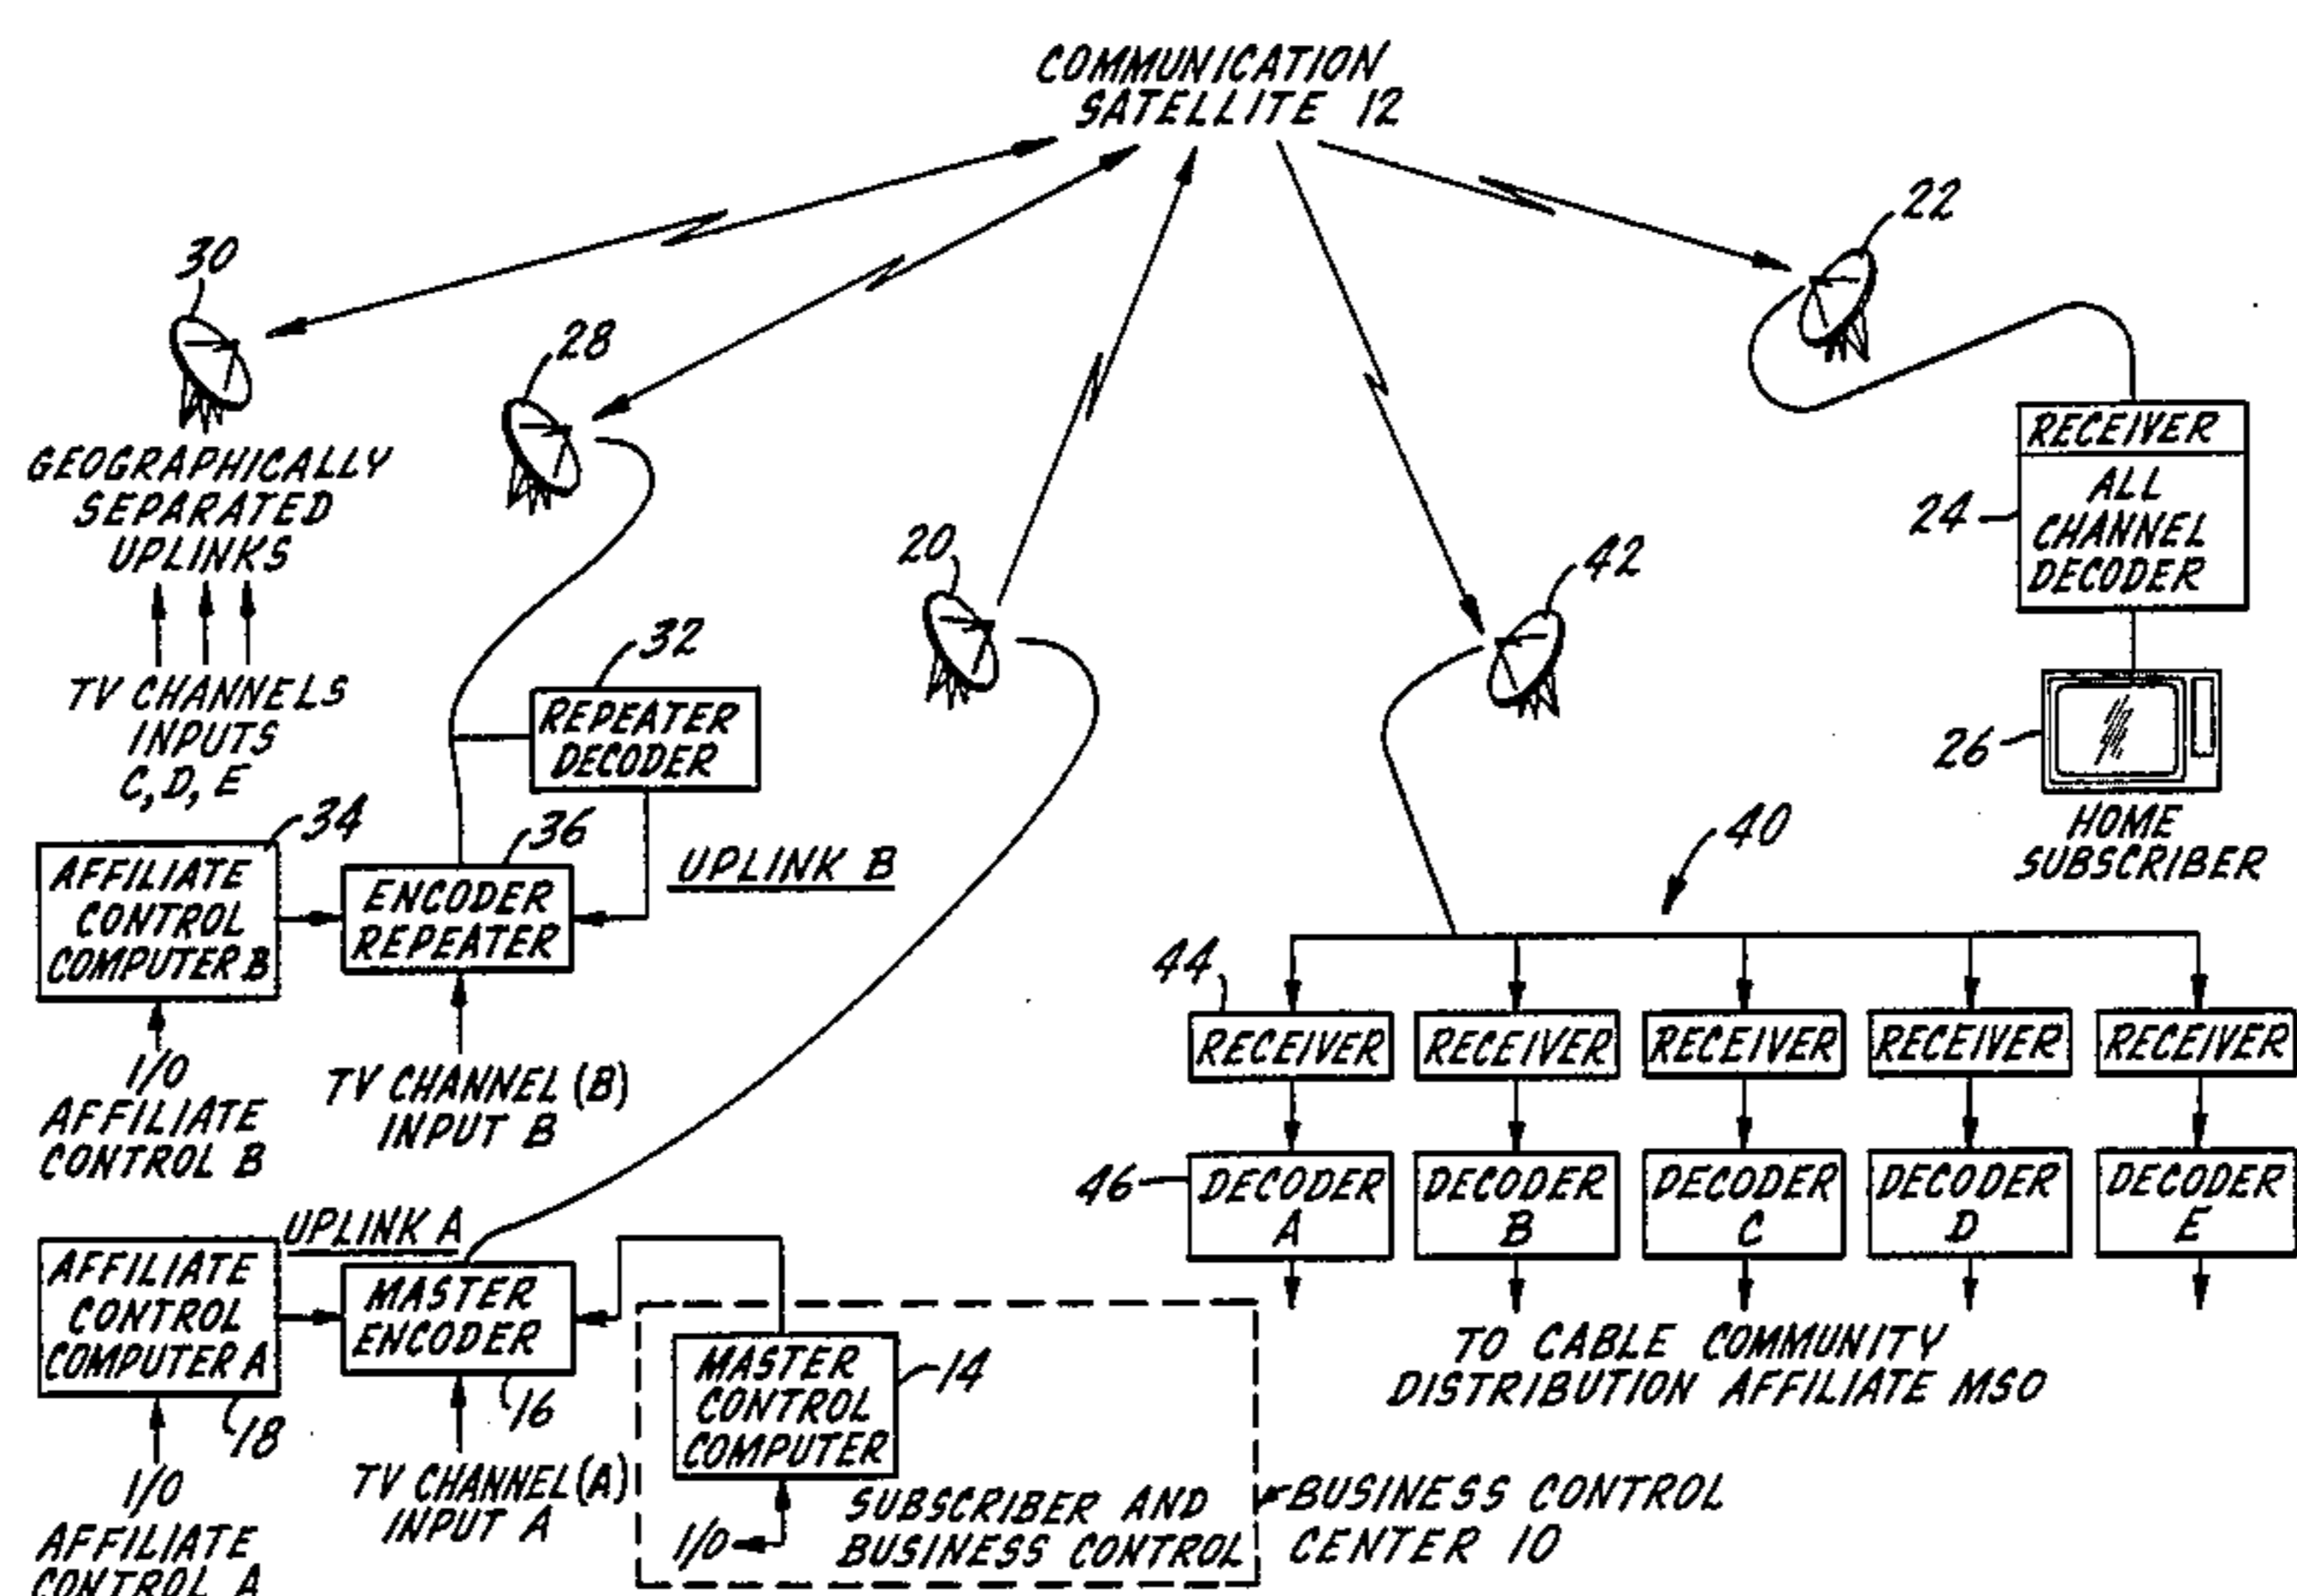 COMMUNICATION
SATELLITE 12
22
30
28
RECEIVER
ALL
CHANNEL
DECODER
24
GEOGRAPHICALLY
SEPARATED
UPLINKS
20
42
32
TV CHANNELS
INPUTS
C, D, E
REPEATER
DECODER
26
HOME
SUBSCRIBER
34
36
40
AFFILIATE
CONTROL
COMPUTER B
ENCODER
REPEATER
UPLINK B
44
RECEIVER
RECEIVER
RECEIVER
RECEIVER
RECEIVER
I/O
AFFILIATE
CONTROL B
TV CHANNEL (B)
INPUT B
46
DECODER
A
DECODER
B
DECODER
C
DECODER
D
DECODER
E
UPLINK A
AFFILIATE
CONTROL
COMPUTER A
MASTER
ENCODER
18
16
MASTER
CONTROL
COMPUTER
14
TO CABLE COMMUNITY
DISTRIBUTION AFFILIATE MSO
I/O
AFFILIATE
CONTROL A
TV CHANNEL (A)
INPUT A
I/O
SUBSCRIBER AND
BUSINESS CONTROL
BUSINESS CONTROL
CENTER 10